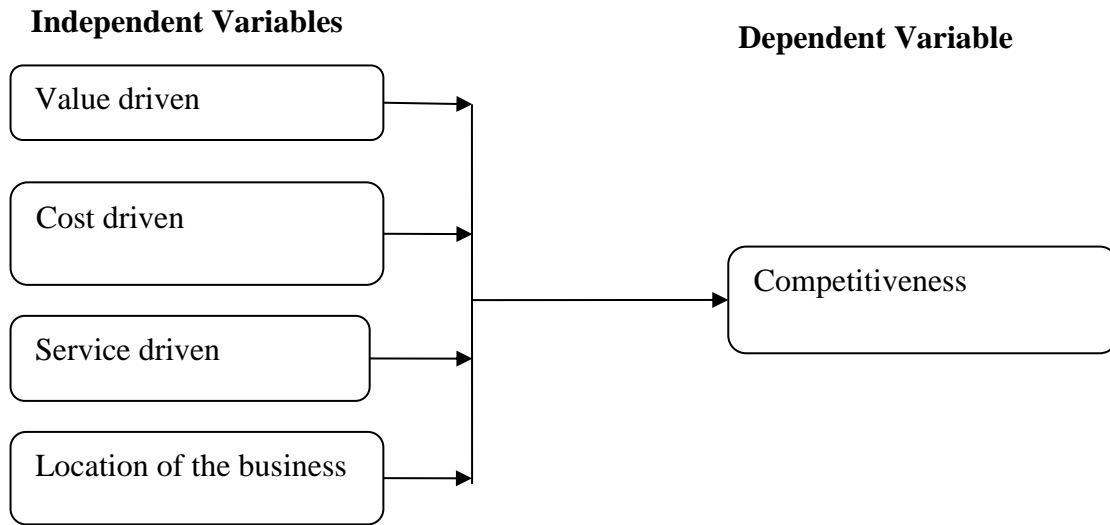 Independent Variables
Dependent Variable
Value driven
Cost driven
Competitiveness
Service driven
Location of the business